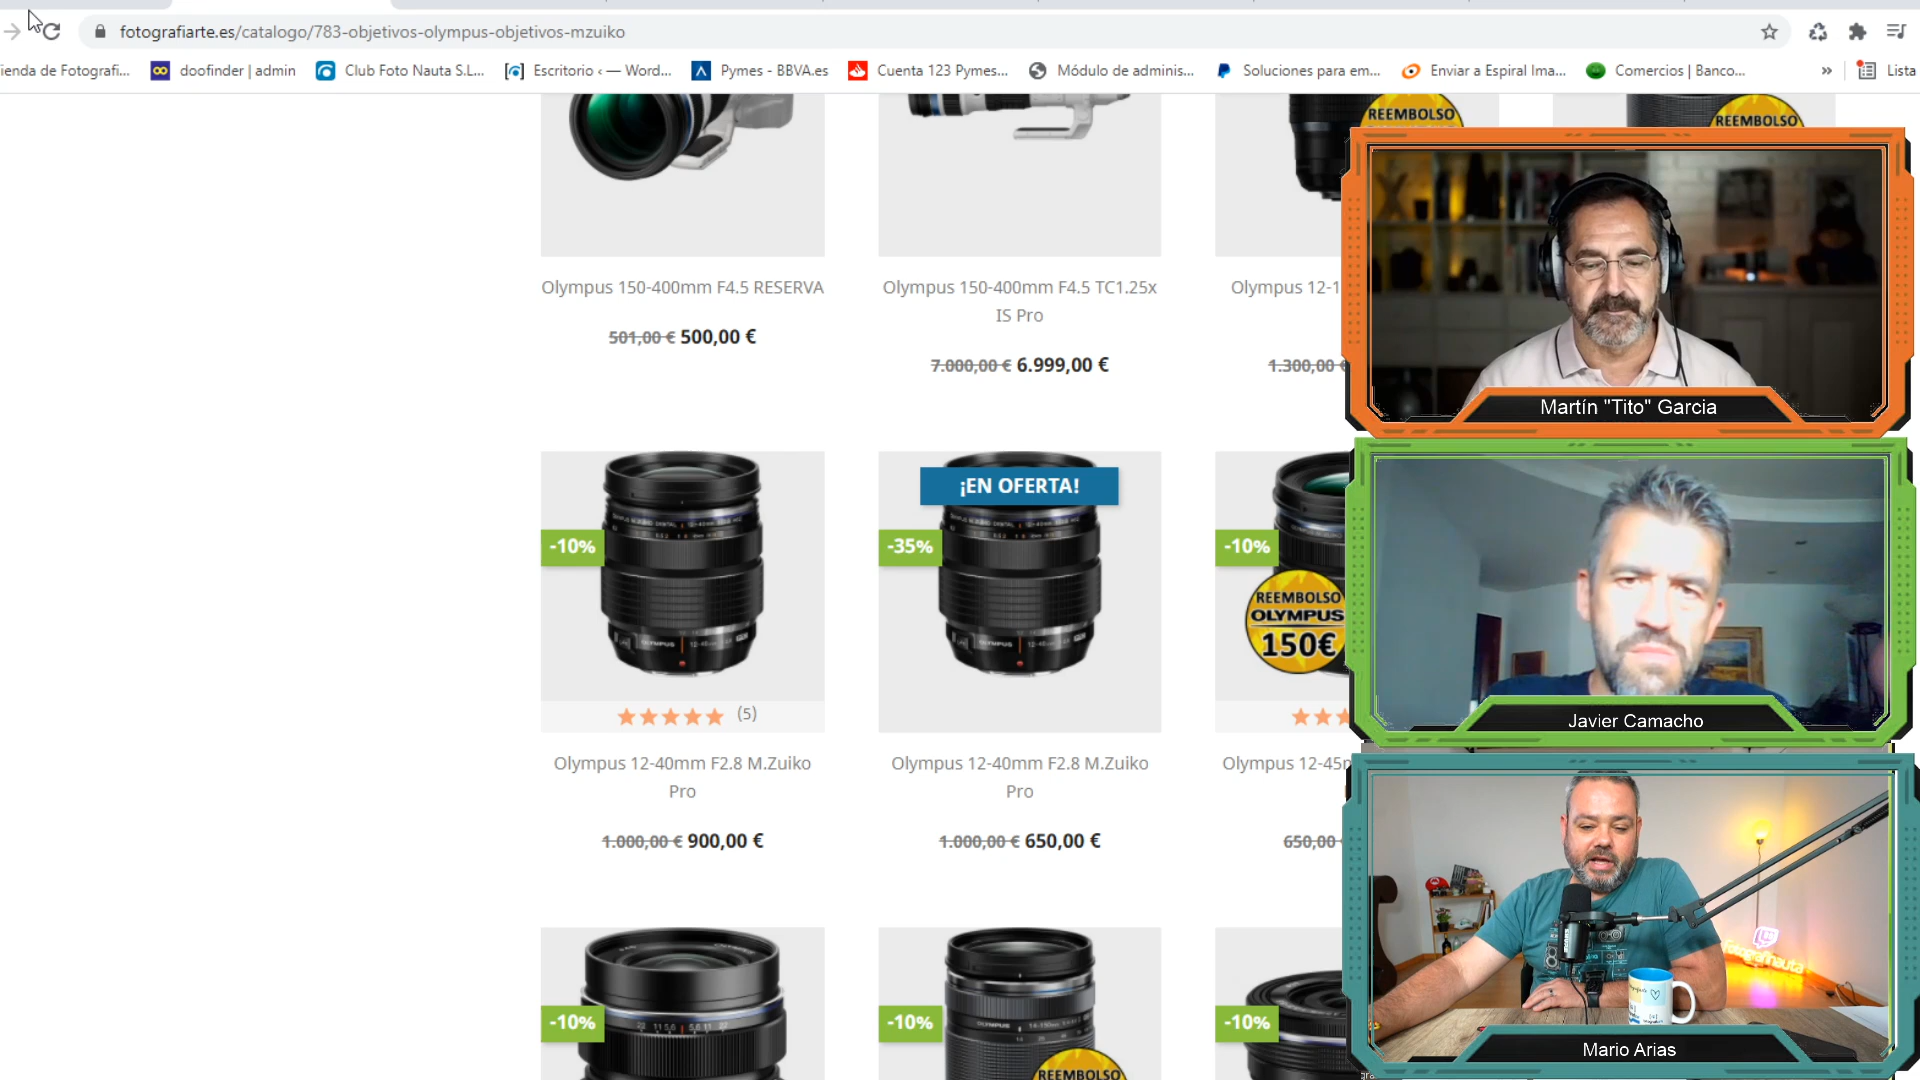 fotografiarte.es/catalogo/783-objetivos-olympus-objetivos-mzuiko
ienda de Fotografi...
doofinder | admin
Club Foto Nauta S.L...
Escritorio ‹ — Word...
Pymes - BBVA.es
Cuenta 123 Pymes...
Módulo de adminis...
Soluciones para em...
Enviar a Espiral Ima...
Comercios | Banco...
»
Lista
REEMBOLSO
REEMBOLSO
Olympus 150-400mm F4.5 RESERVA
501,00 € 500,00 €
Olympus 150-400mm F4.5 TC1.25x
IS Pro
7.000,00 € 6.999,00 €
Olympus 12-1
1.300,00 €
Martín "Tito" Garcia
-10%
¡EN OFERTA!
-35%
-10%
REEMBOLSO
OLYMPUS
150€
(5)
Olympus 12-40mm F2.8 M.Zuiko
Pro
1.000,00 € 900,00 €
Olympus 12-40mm F2.8 M.Zuiko
Pro
1.000,00 € 650,00 €
Olympus 12-45
650,00
Javier Camacho
-10%
-10%
REEMBOLSO
-10%
Fotografinauta
Mario Arias